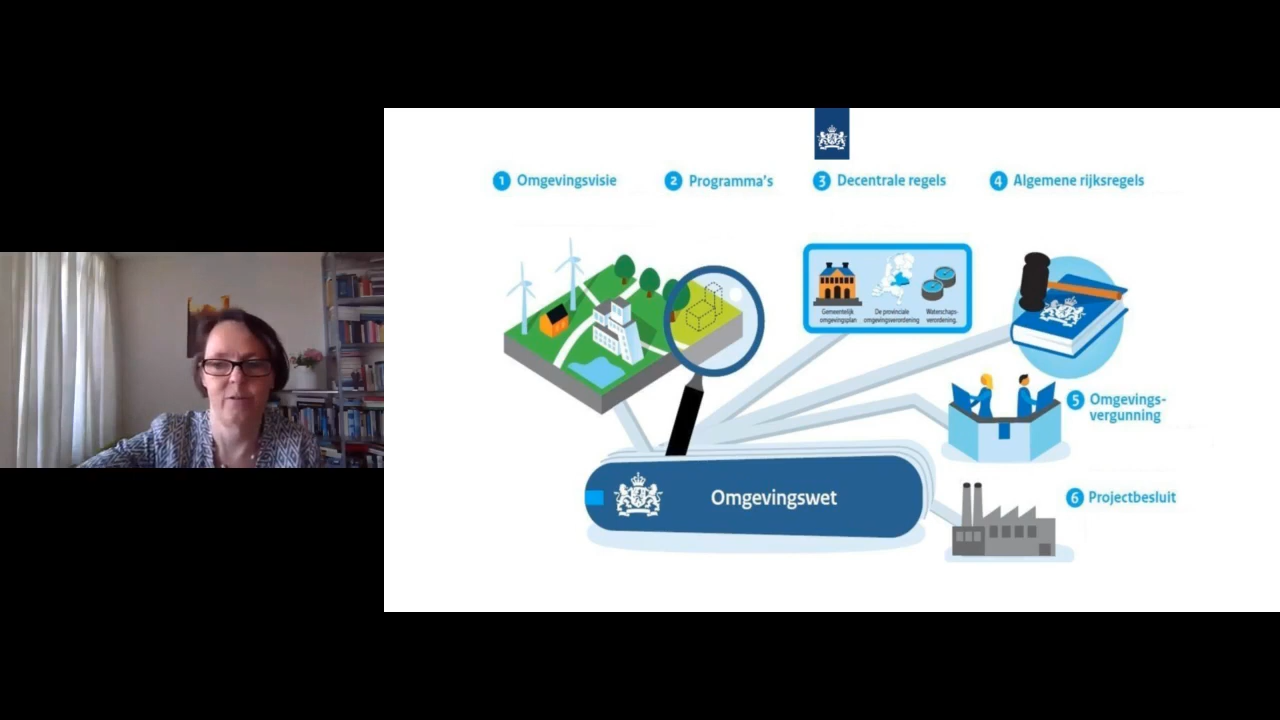 1 Omgevingsvisie
2 Programma's
3 Decentrale regels
4 Algemene rijksregels
Gemeentelijk
omgevingsplan
De provinciale
omgevingsverordening
Waterschaps-
verordening.
5 Omgevings-
vergunning
Omgevingswet
6 Projectbesluit